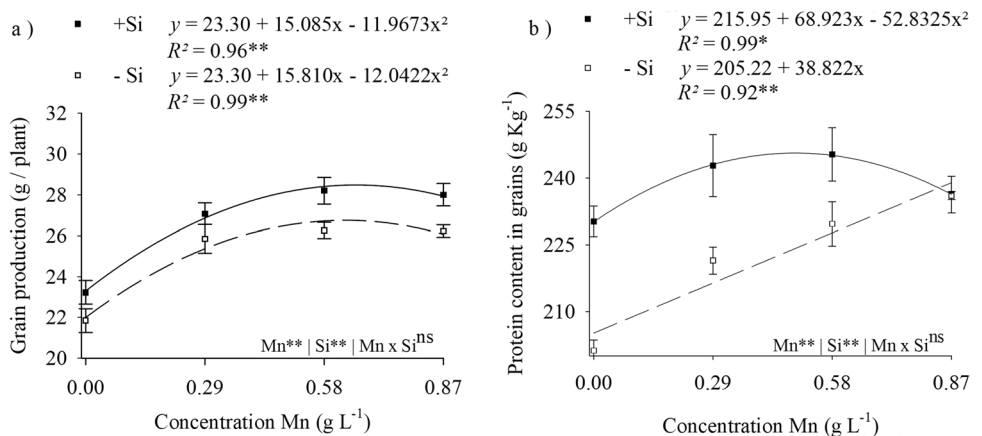 a )
+Si y = 23.30 + 15.085x - 11.9673x²
R² = 0.96**
- Si y = 23.30 + 15.810x - 12.0422x²
R² = 0.99**
Grain production (g / plant)
32
30
28
26
24
22
20
Mn** | Si** | Mn x Siⁿˢ
0.00 0.29 0.58 0.87
Concentration Mn (g L⁻¹)
b )
+Si y = 215.95 + 68.923x - 52.8325x²
R² = 0.99*
- Si y = 205.22 + 38.822x
R² = 0.92**
Protein content in grains (g Kg⁻¹)
255
240
225
210
Mn** | Si** | Mn x Siⁿˢ
0.00 0.29 0.58 0.87
Concentration Mn (g L⁻¹)